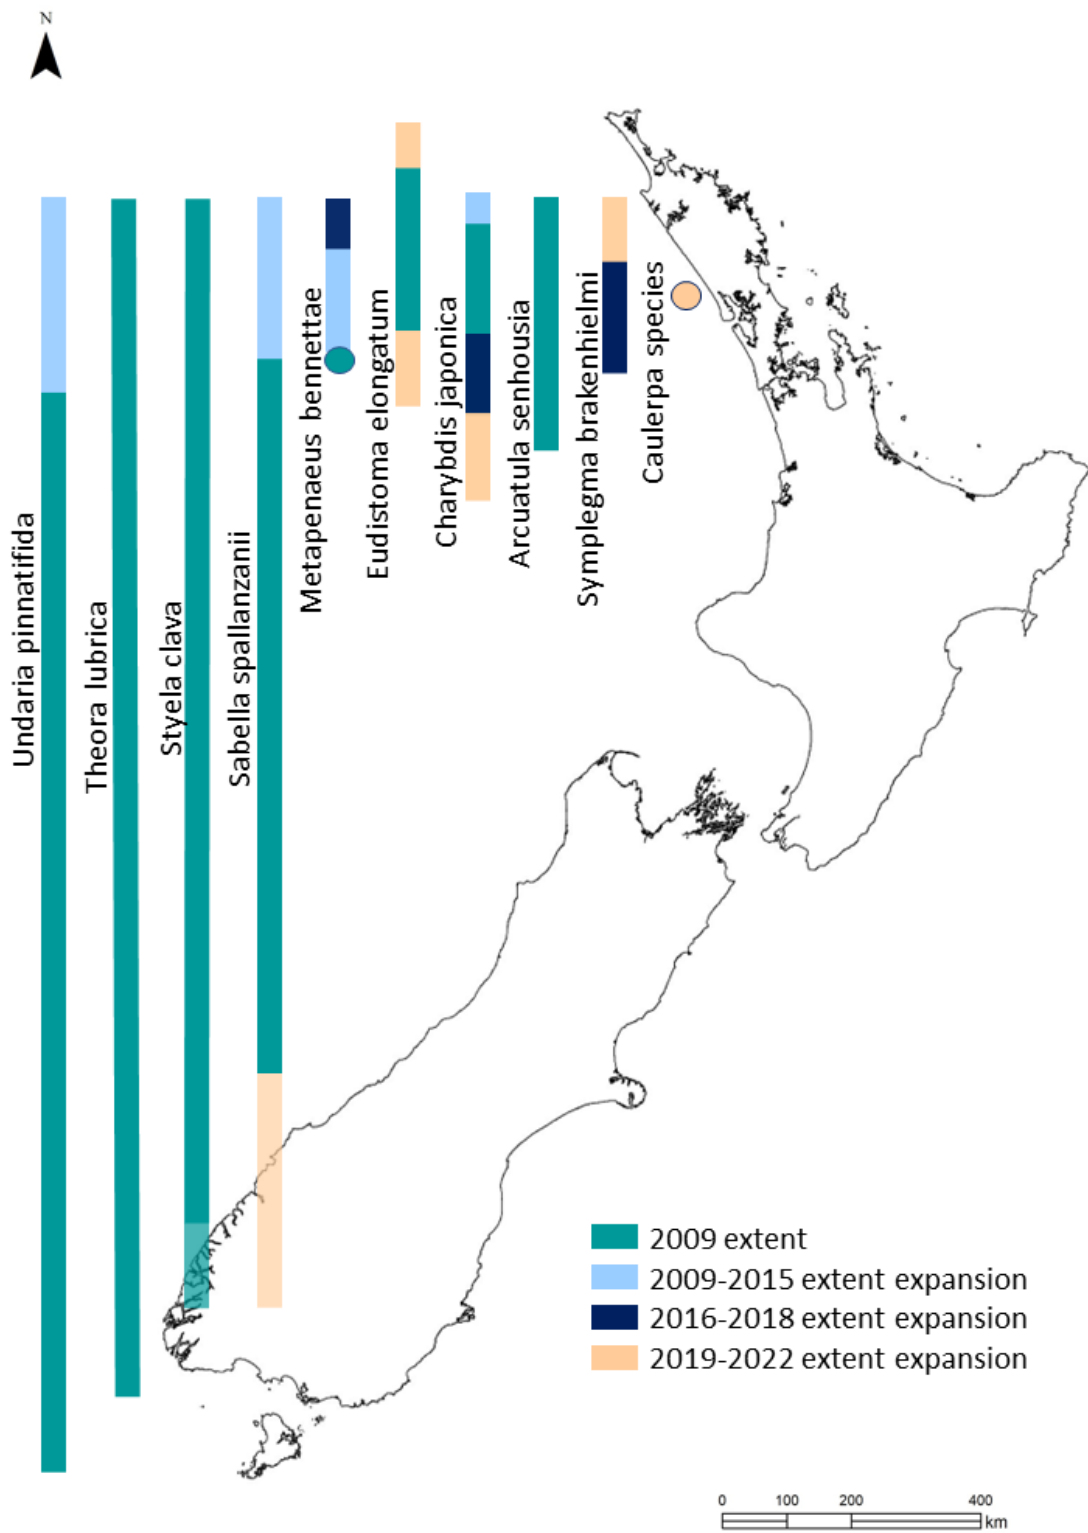 N
Undaria pinnatifida
Theora lubrica
Styela clava
Sabella spallanzanii
Metapenaeus bennettae
Eudistoma elongatum
Charybdis japonica
Arcuatula senhousia
Symplegma brakenhielmi
Caulerpa species
2009 extent
2009-2015 extent expansion
2016-2018 extent expansion
2019-2022 extent expansion
0 100 200 400
km